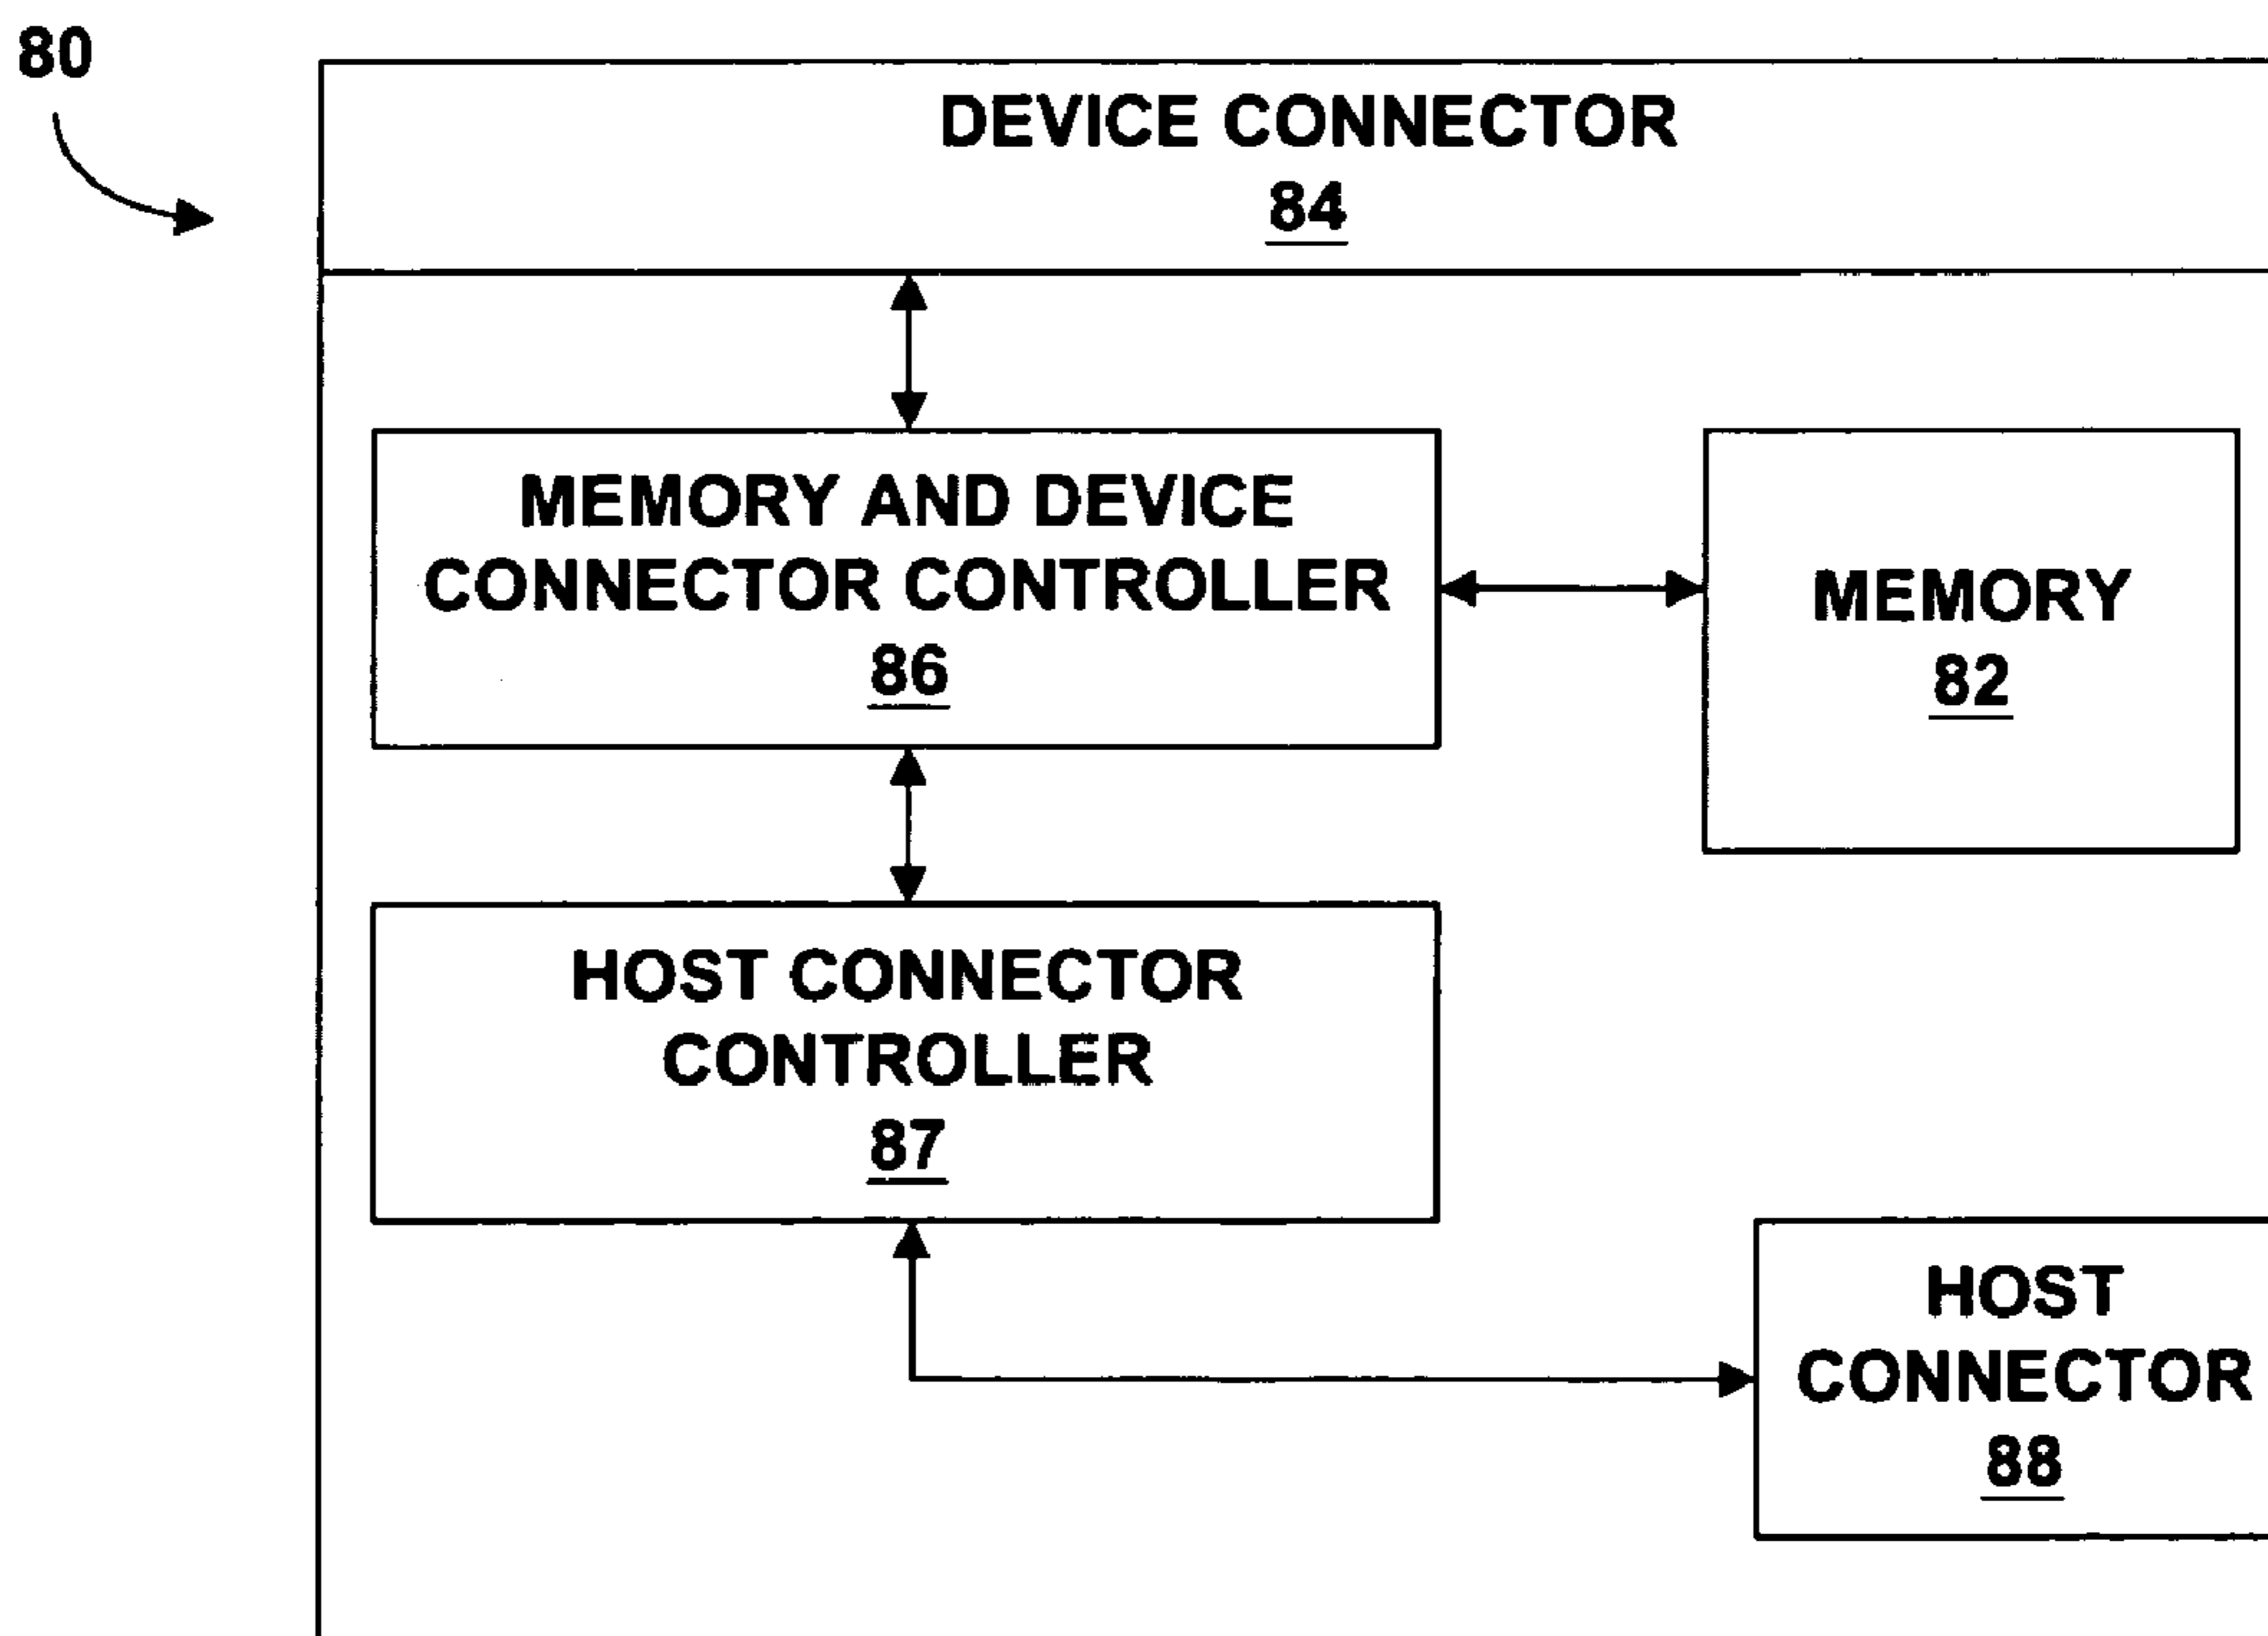 80
DEVICE CONNECTOR
84
MEMORY AND DEVICE
CONNECTOR CONTROLLER
86
MEMORY
82
HOST CONNECTOR
CONTROLLER
87
HOST
CONNECTOR
88